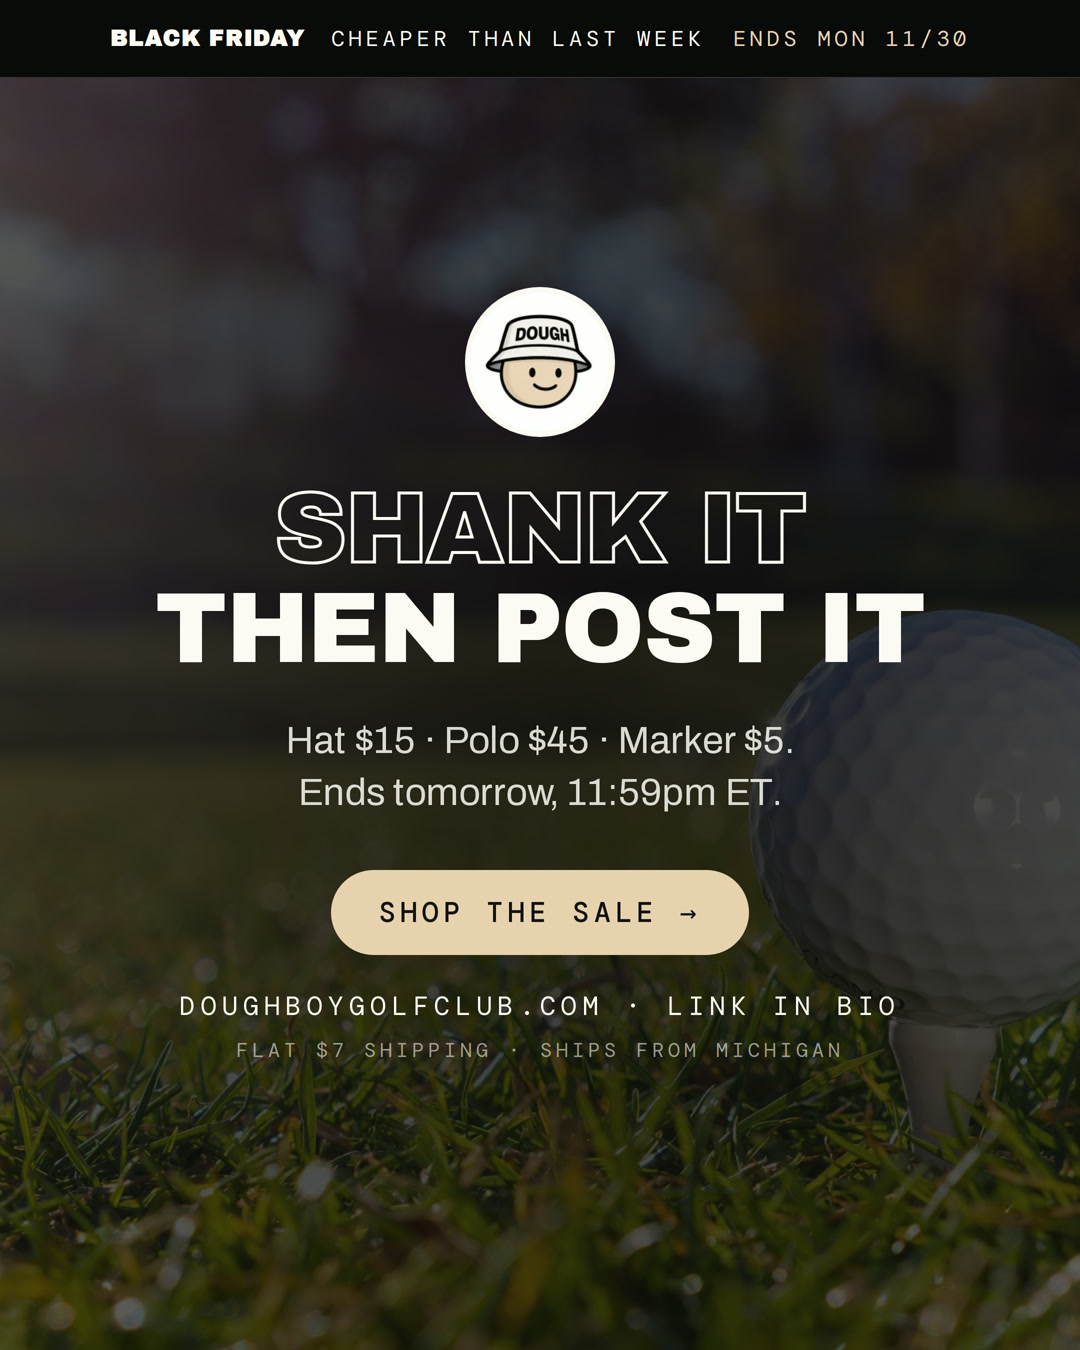 BLACK FRIDAY CHEAPER THAN LAST WEEK ENDS MON 11/30
DOUGH
SHANK IT
THEN POST IT
Hat $15 · Polo $45 · Marker $5.
Ends tomorrow, 11:59pm ET.
SHOP THE SALE →
DOUGHBOYGOLFCLUB.COM · LINK IN BIO
FLAT $7 SHIPPING · SHIPS FROM MICHIGAN